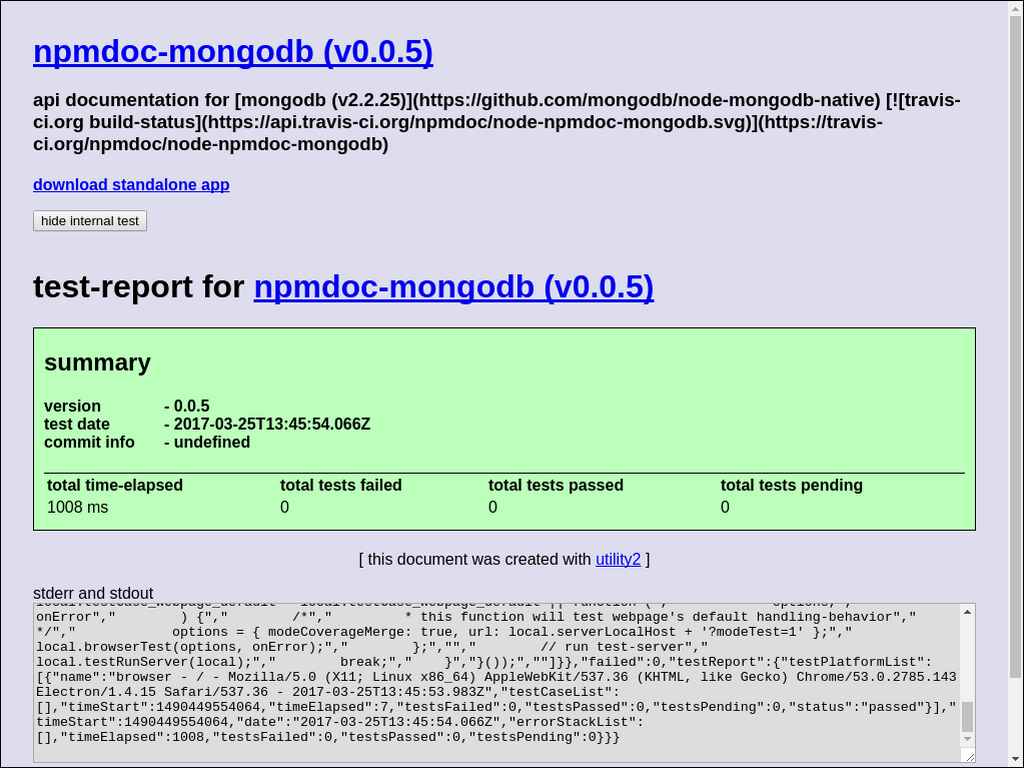 npmdoc-mongodb (v0.0.5)
api documentation for [mongodb (v2.2.25)](https://github.com/mongodb/node-mongodb-native) [![travis-
ci.org build-status](https://api.travis-ci.org/npmdoc/node-npmdoc-mongodb.svg)](https://travis-
ci.org/npmdoc/node-npmdoc-mongodb)
download standalone app
hide internal test
test-report for npmdoc-mongodb (v0.0.5)
summary
version - 0.0.5
test date - 2017-03-25T13:45:54.066Z
commit info - undefined
total time-elapsed total tests failed total tests passed total tests pending
1008 ms 0 0 0
[ this document was created with utility2 ]
stderr and stdout
onError","        ) {","        /*","         * this function will test webpage's default handling-behavior","
*/","            options = { modeCoverageMerge: true, url: local.serverLocalHost + '?modeTest=1' };","
local.browserTest(options, onError);","        };","","        // run test-server","
local.testRunServer(local);","        break;","    }","}());",""]}},"failed":0,"testReport":{"testPlatformList":
[{"name":"browser - / - Mozilla/5.0 (X11; Linux x86_64) AppleWebKit/537.36 (KHTML, like Gecko) Chrome/53.0.2785.143
Electron/1.4.15 Safari/537.36 - 2017-03-25T13:45:53.983Z","testCaseList":
[],"timeStart":1490449554064,"timeElapsed":7,"testsFailed":0,"testsPassed":0,"testsPending":0,"status":"passed"}],"
timeStart":1490449554064,"date":"2017-03-25T13:45:54.066Z","errorStackList":
[],"timeElapsed":1008,"testsFailed":0,"testsPassed":0,"testsPending":0}}}